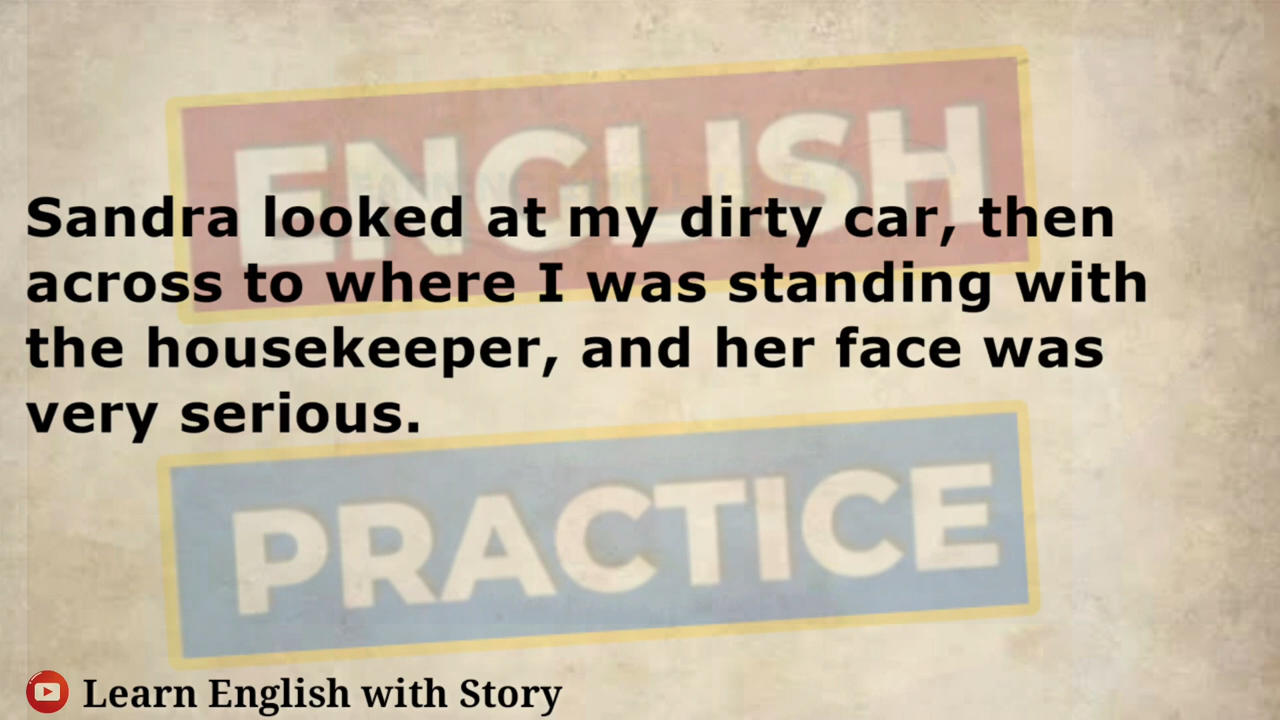 ENGLISH
Sandra looked at my dirty car, then
across to where I was standing with
the housekeeper, and her face was
very serious.
PRACTICE
Learn English with Story